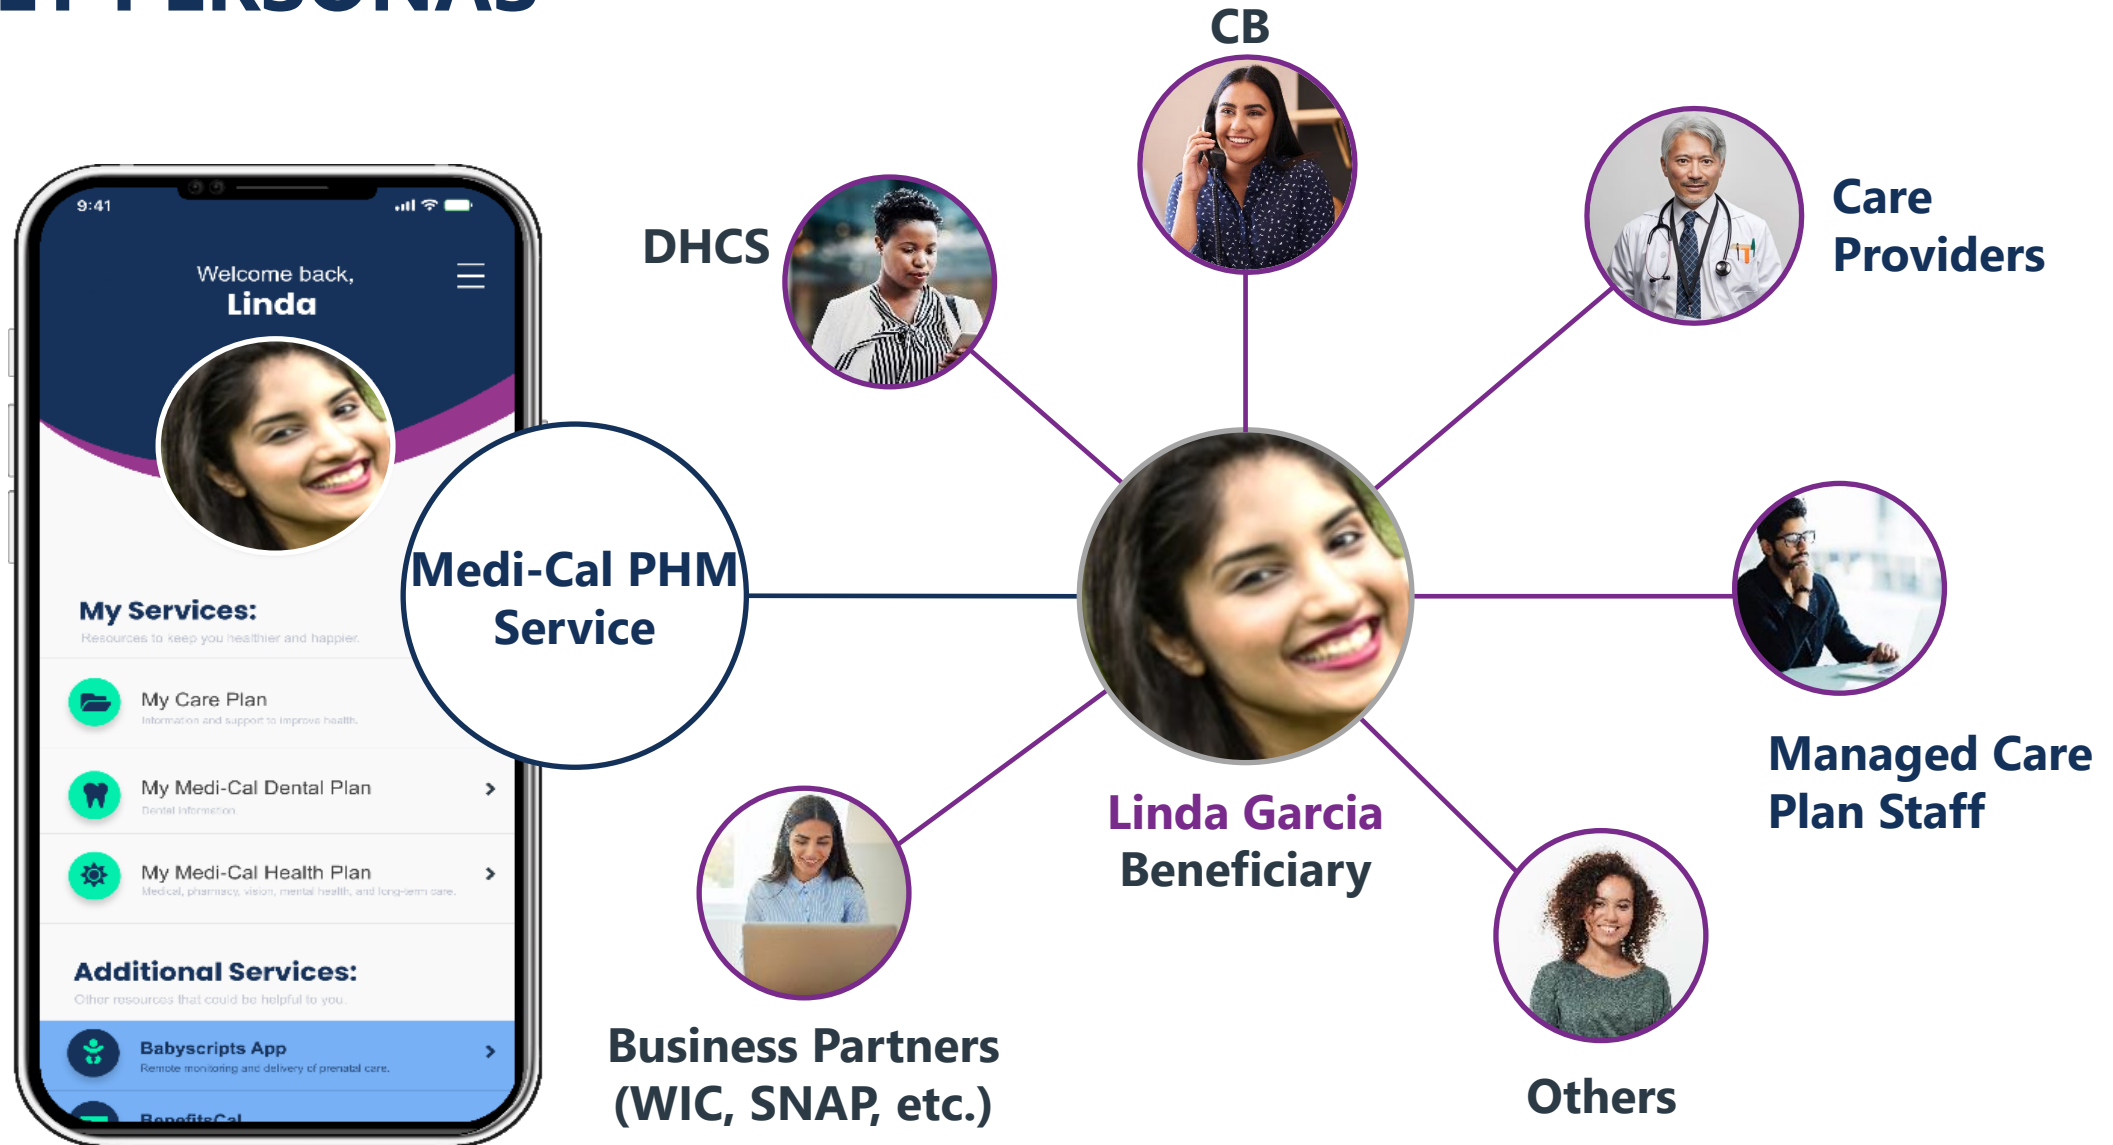 PERSONAS
CB
DHCS
Care
Providers
9:41
Welcome back,
Linda
Medi-Cal PHM
Service
My Services:
Resources to keep you healthier and happier.
My Care Plan
Information and support to improve health.
My Medi-Cal Dental Plan
Dental Information.
My Medi-Cal Health Plan
Medical, pharmacy, vision, mental health, and long-term care.
Additional Services:
Other resources that could be helpful to you.
Babyscripts App
Remote monitoring and delivery of prenatal care.
BenefitsCal
Linda Garcia
Beneficiary
Managed Care
Plan Staff
Business Partners
(WIC, SNAP, etc.)
Others